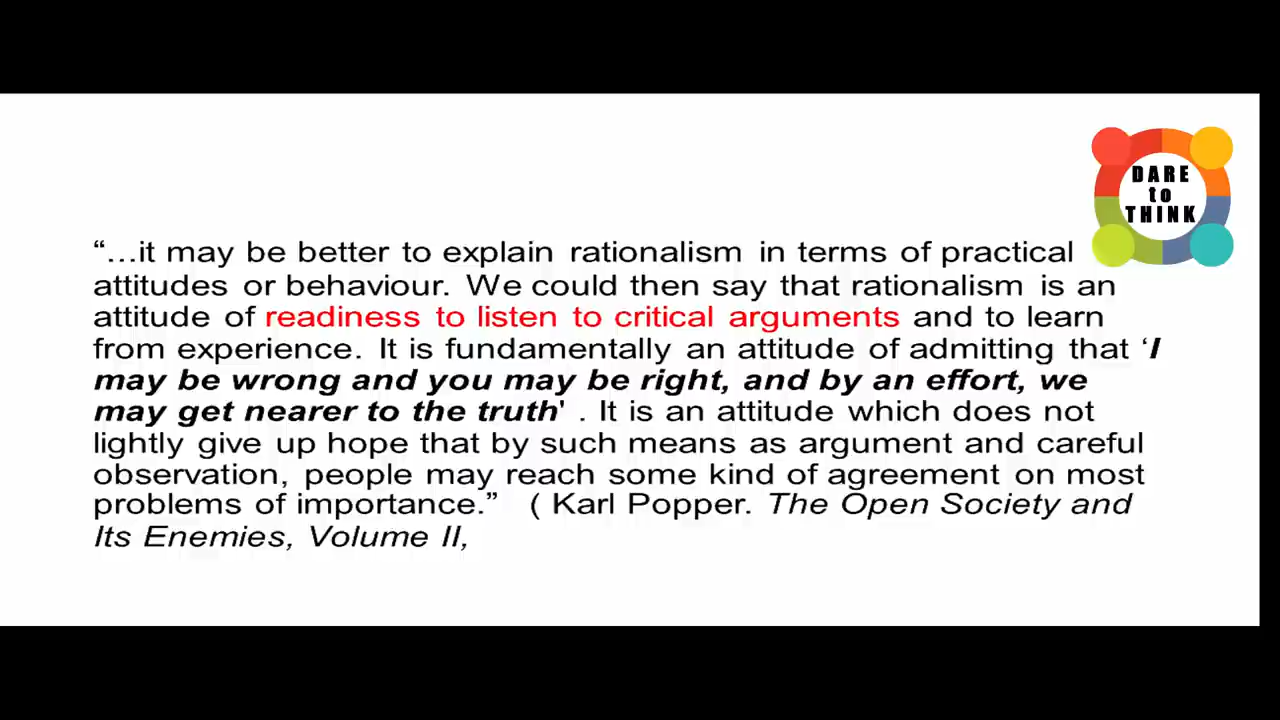 DARE
to
THINK
“...it may be better to explain rationalism in terms of practical
attitudes or behaviour. We could then say that rationalism is an
attitude of readiness to listen to critical arguments and to learn
from experience. It is fundamentally an attitude of admitting that ‘I
may be wrong and you may be right, and by an effort, we
may get nearer to the truth' . It is an attitude which does not
lightly give up hope that by such means as argument and careful
observation, people may reach some kind of agreement on most
problems of importance.” ( Karl Popper. The Open Society and
Its Enemies, Volume II,